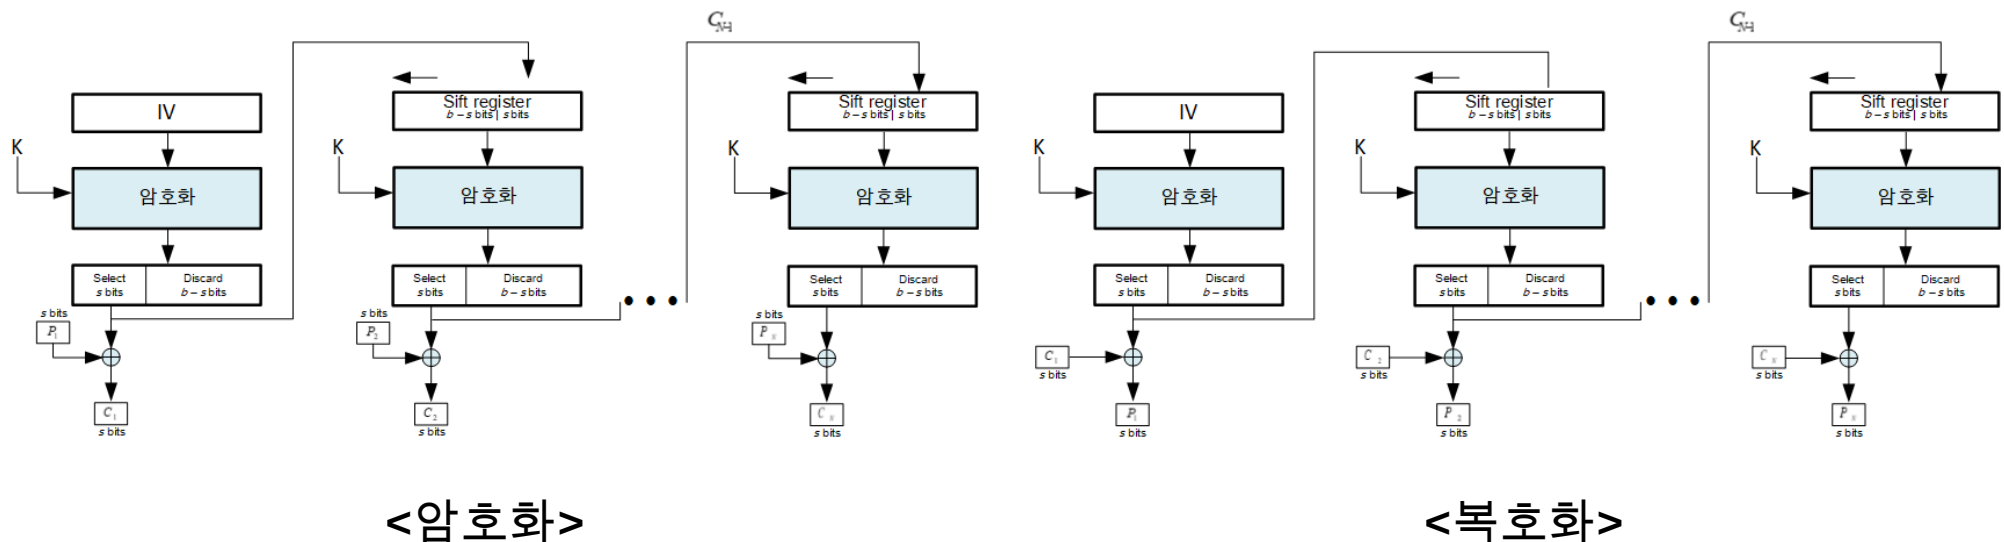 C_{N-1}
IV
K
암호화
Select
s bits
Discard
b – s bits
s bits
P_1
C_1
s bits
Sift register
b – s bits | s bits
K
암호화
Select
s bits
Discard
b – s bits
s bits
P_2
C_2
s bits
• • •
Sift register
b – s bits | s bits
K
암호화
Select
s bits
Discard
b – s bits
s bits
P_N
C_N
s bits
<암호화>
C_{N-1}
IV
K
암호화
Select
s bits
Discard
b – s bits
C_1
s bits
P_1
s bits
Sift register
b – s bits | s bits
K
암호화
Select
s bits
Discard
b – s bits
C_2
s bits
P_2
s bits
• • •
Sift register
b – s bits | s bits
K
암호화
Select
s bits
Discard
b – s bits
C_N
s bits
P_N
s bits
<복호화>